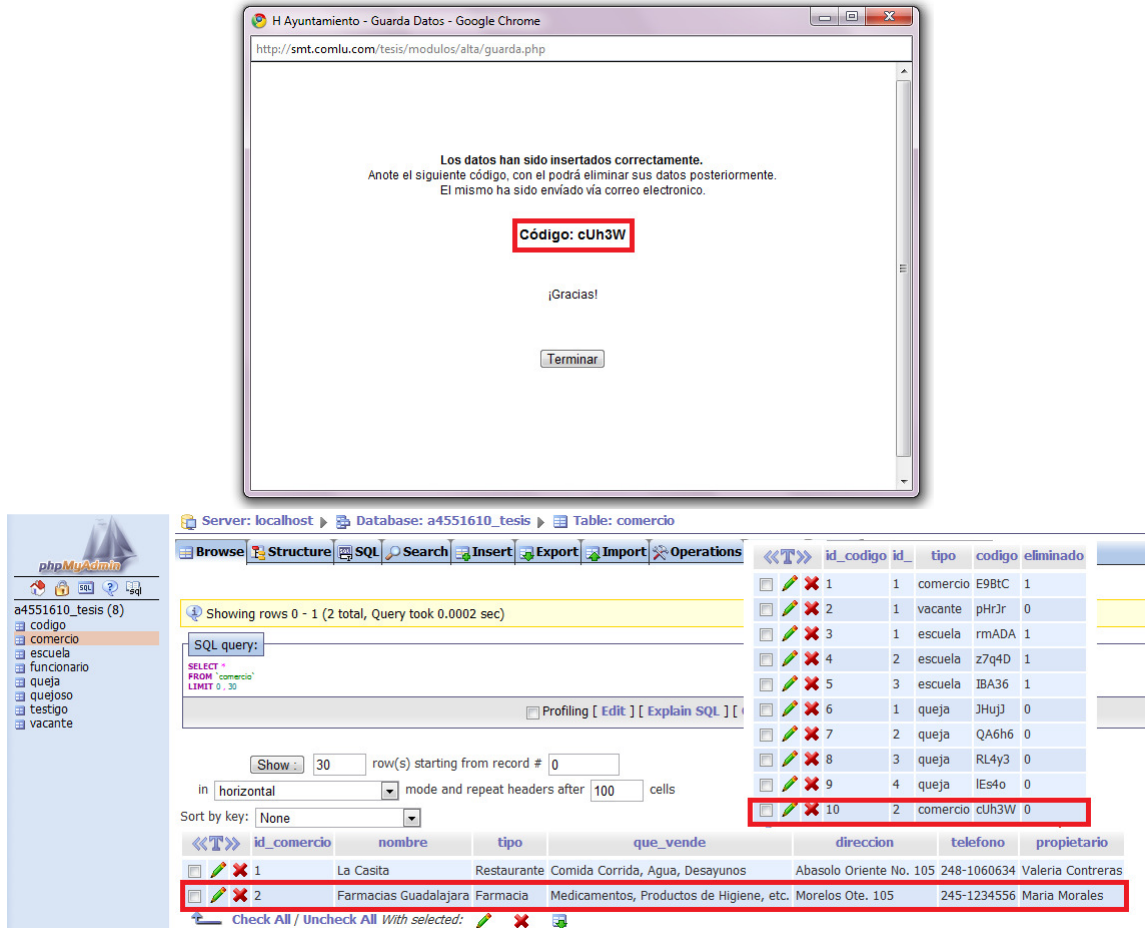 H Ayuntamiento - Guarda Datos - Google Chrome
http://smt.comlu.com/tesis/modulos/alta/guarda.php
Los datos han sido insertados correctamente.
Anote el siguiente código, con el podrá eliminar sus datos posteriormente.
El mismo ha sido envíado vía correo electronico.
Código: cUh3W
¡Gracias!
Terminar
phpMyAdmin
SQL
a4551610_tesis (8)
codigo
comercio
escuela
funcionario
queja
quejoso
testigo
vacante
Server: localhost Database: a4551610_tesis Table: comercio
Browse Structure SQL Search Insert Export Import Operations
Showing rows 0 - 1 (2 total, Query took 0.0002 sec)
SQL query:
SELECT *
FROM `comercio`
LIMIT 0 , 30
Profiling [ Edit ] [ Explain SQL ] [
Show : 30 row(s) starting from record # 0
in horizontal mode and repeat headers after 100 cells
Sort by key: None
T id_codigo id_ tipo codigo eliminado
1 1 comercio E9BtC 1
2 1 vacante pHrJr 0
3 1 escuela rmADA 1
4 2 escuela z7q4D 1
5 3 escuela IBA36 1
6 1 queja JHujJ 0
7 2 queja QA6h6 0
8 3 queja RL4y3 0
9 4 queja lEs4o 0
10 2 comercio cUh3W 0
T id_comercio nombre tipo que_vende direccion telefono propietario
1 La Casita Restaurante Comida Corrida, Agua, Desayunos Abasolo Oriente No. 105 248-1060634 Valeria Contreras
2 Farmacias Guadalajara Farmacia Medicamentos, Productos de Higiene, etc. Morelos Ote. 105 245-1234556 Maria Morales
Check All / Uncheck All With selected: